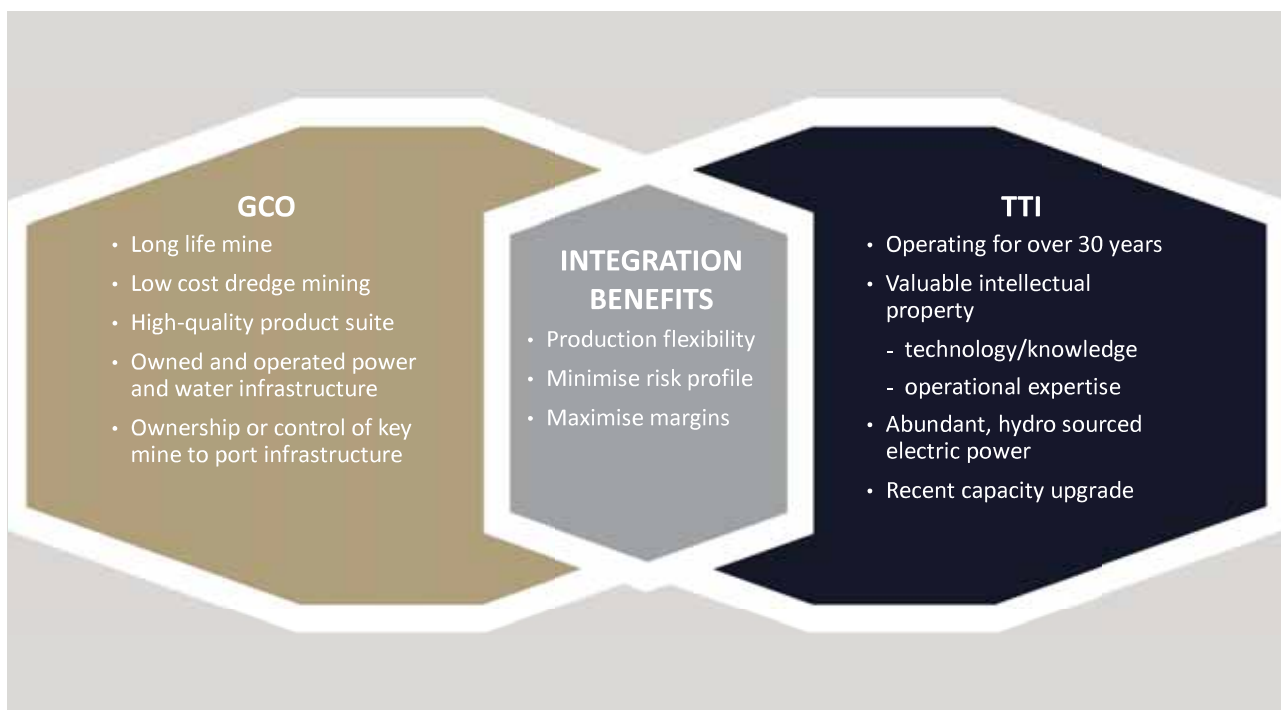 GCO
• Long life mine
• Low cost dredge mining
• High-quality product suite
• Owned and operated power
and water infrastructure
• Ownership or control of key
mine to port infrastructure
INTEGRATION
BENEFITS
• Production flexibility
• Minimise risk profile
• Maximise margins
TTI
• Operating for over 30 years
• Valuable intellectual
property
- technology/knowledge
- operational expertise
• Abundant, hydro sourced
electric power
• Recent capacity upgrade